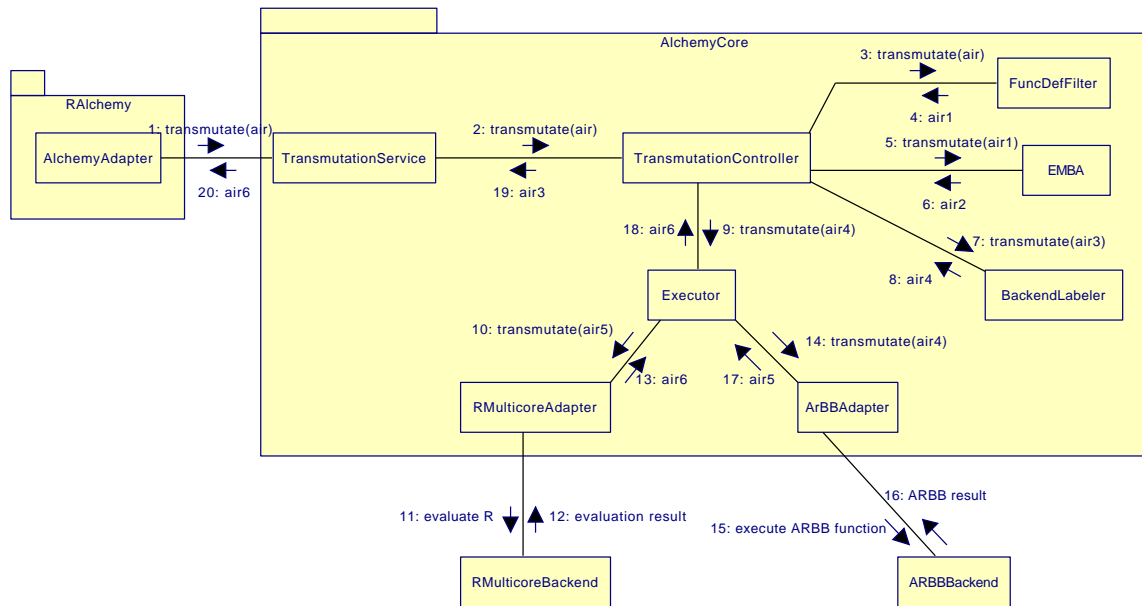 AlchemyCore
3: transmutate(air)
FuncDefFilter
4: air1
RAlchemy
1: transmutate(air)
2: transmutate(air)
5: transmutate(air1)
AlchemyAdapter
TransmutationService
TransmutationController
EMBA
20: air6
19: air3
6: air2
18: air6
9: transmutate(air4)
7: transmutate(air3)
8: air4
Executor
BackendLabeler
10: transmutate(air5)
14: transmutate(air4)
13: air6
17: air5
RMulticoreAdapter
ArBBAdapter
16: ARBB result
11: evaluate R
12: evaluation result
15: execute ARBB function
RMulticoreBackend
ARBBBackend